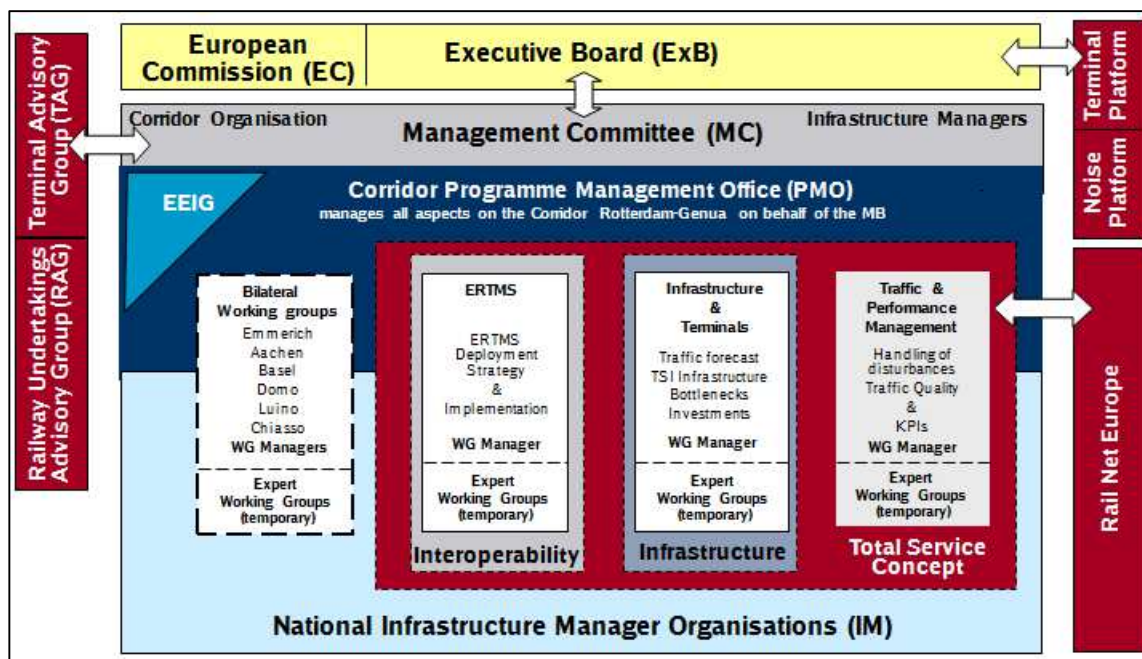 European
Commission (EC)
Executive Board (ExB)
Terminal Advisory
Group (TAG)
Railway Undertakings
Advisory Group (RAG)
Terminal
Platform
Noise
Platform
Rail Net Europe
Corridor Organisation
Management Committee (MC)
Infrastructure Managers
EEIG
Corridor Programme Management Office (PMO)
manages all aspects on the Corridor Rotterdam-Genua on behalf of the MB
Bilateral
Working groups
Emmerich
Aachen
Basel
Domo
Luino
Chiasso
WG Managers
Expert
Working Groups
(temporary)
ERTMS
ERTMS
Deployment
Strategy
&
Implementation
WG Manager
Expert
Working Groups
(temporary)
Interoperability
Infrastructure
&
Terminals
Traffic forecast
TSI Infrastructure
Bottlenecks
Investments
WG Manager
Expert
Working Groups
(temporary)
Infrastructure
Traffic &
Performance
Management
Handling of
disturbances
Traffic Quality
&
KPIs
WG Manager
Expert
Working Groups
(temporary)
Total Service
Concept
National Infrastructure Manager Organisations (IM)